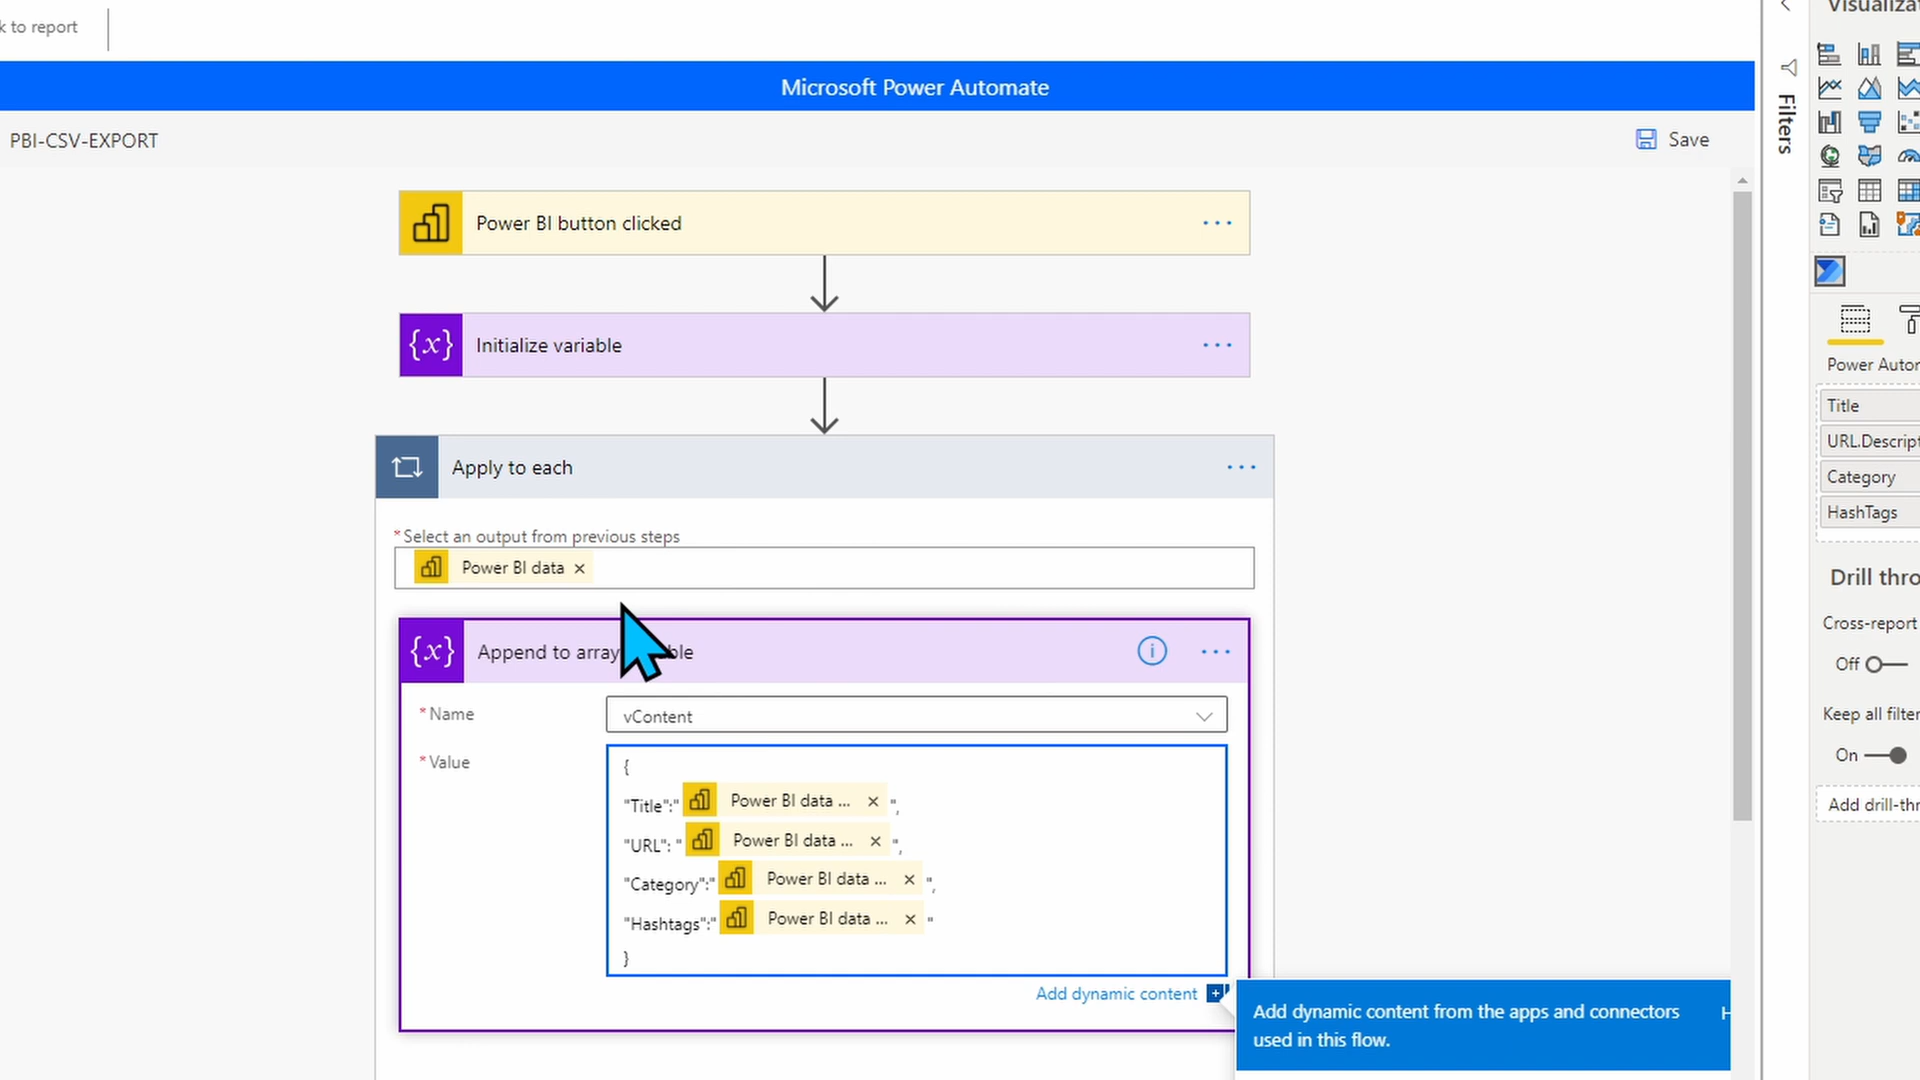 k to report
Microsoft Power Automate
PBI-CSV-EXPORT
Save
Power BI button clicked
{x} Initialize variable
Apply to each
* Select an output from previous steps
Power BI data ×
{x} Append to array
* Name
vContent
* Value
{
"Title":" Power BI data ... × ",
"URL": " Power BI data ... × ",
"Category":" Power BI data ... × ",
"Hashtags":" Power BI data ... × "
}
Add dynamic content
Add dynamic content from the apps and connectors
used in this flow.
Filters
Visualizat
Power Autom
Title
URL.Descript
Category
HashTags
Drill thro
Cross-report
Off
Keep all filter
On
Add drill-thr